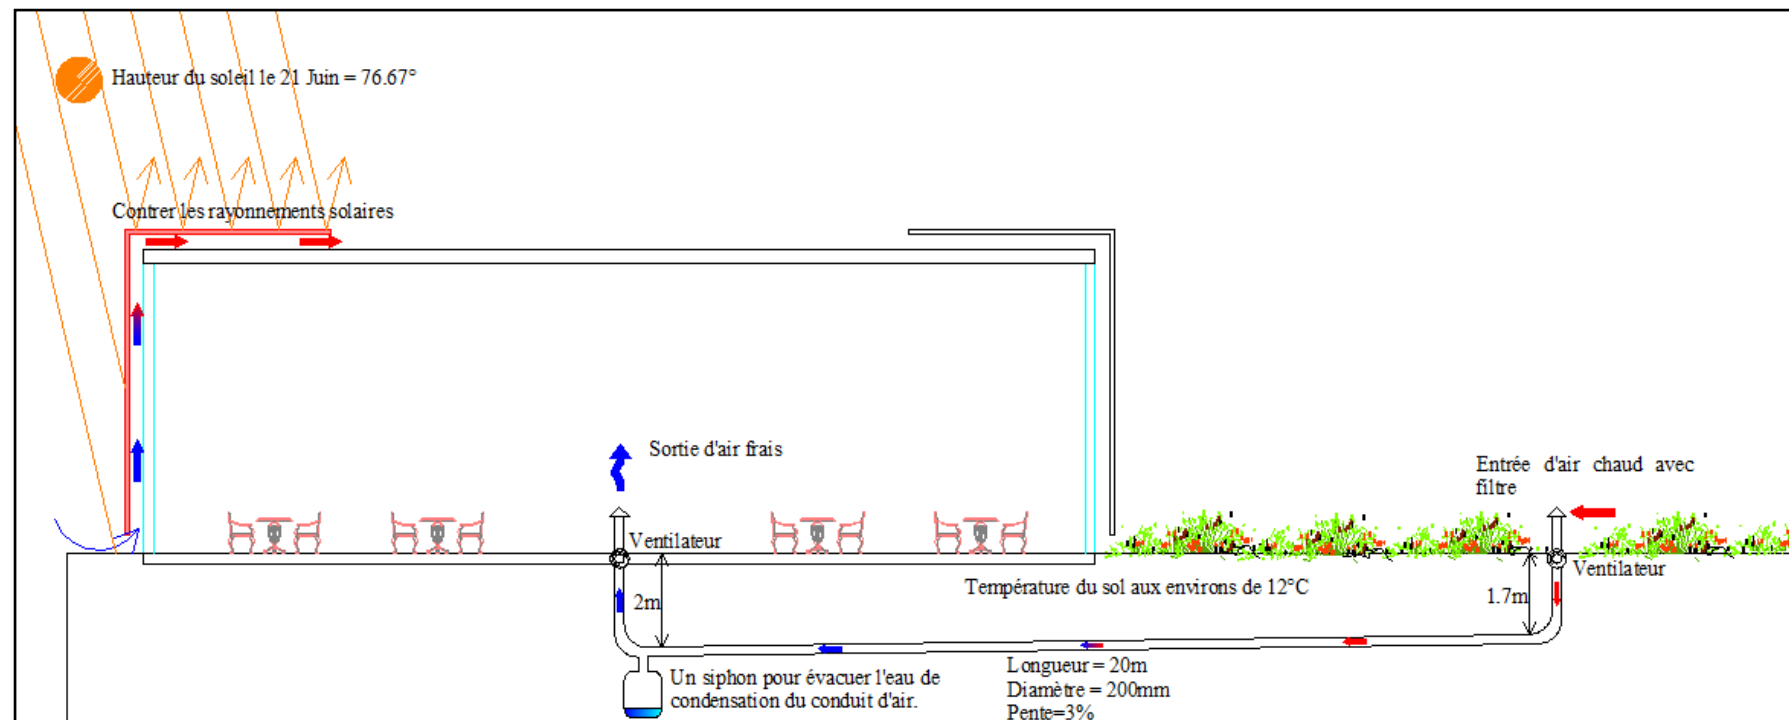 Hauteur du soleil le 21 Juin = 76.67°
Contrer les rayonnements solaires
Sortie d'air frais
Entrée d'air chaud avec
filtre
Ventilateur
Ventilateur
Température du sol aux environs de 12°C
2m
1.7m
Un siphon pour évacuer l'eau de
condensation du conduit d'air.
Longueur = 20m
Diamètre = 200mm
Pente=3%